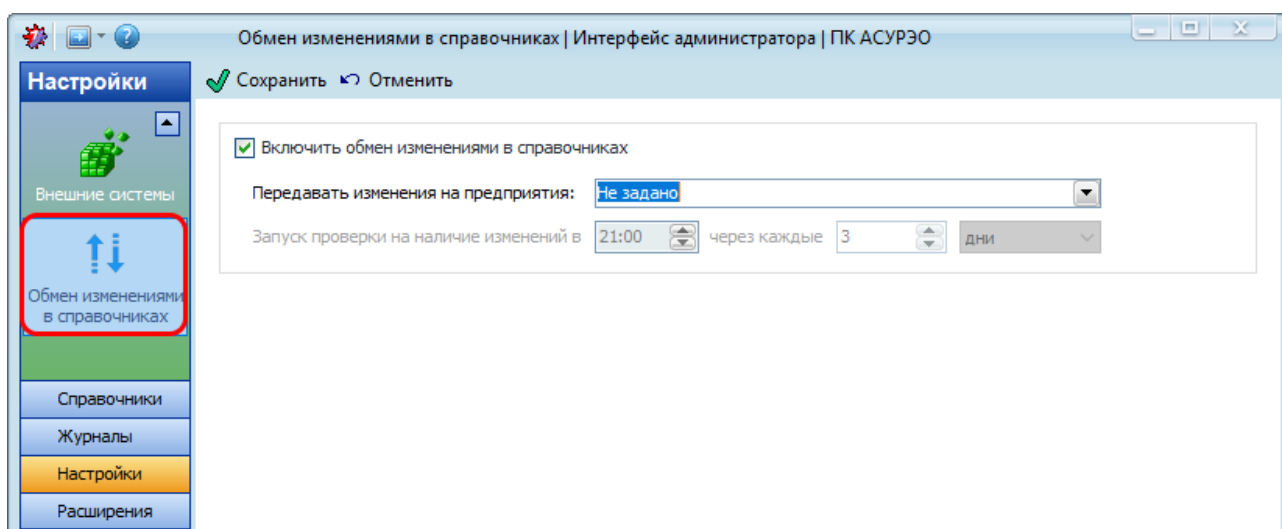 Обмен изменениями в справочниках | Интерфейс администратора | ПК АСУРЭО
Настройки
Сохранить Отменить
Внешние системы
Обмен изменениями
в справочниках
Включить обмен изменениями в справочниках
Передавать изменения на предприятия: Не задано
Запуск проверки на наличие изменений в 21:00 через каждые 3 дни
Справочники
Журналы
Настройки
Расширения